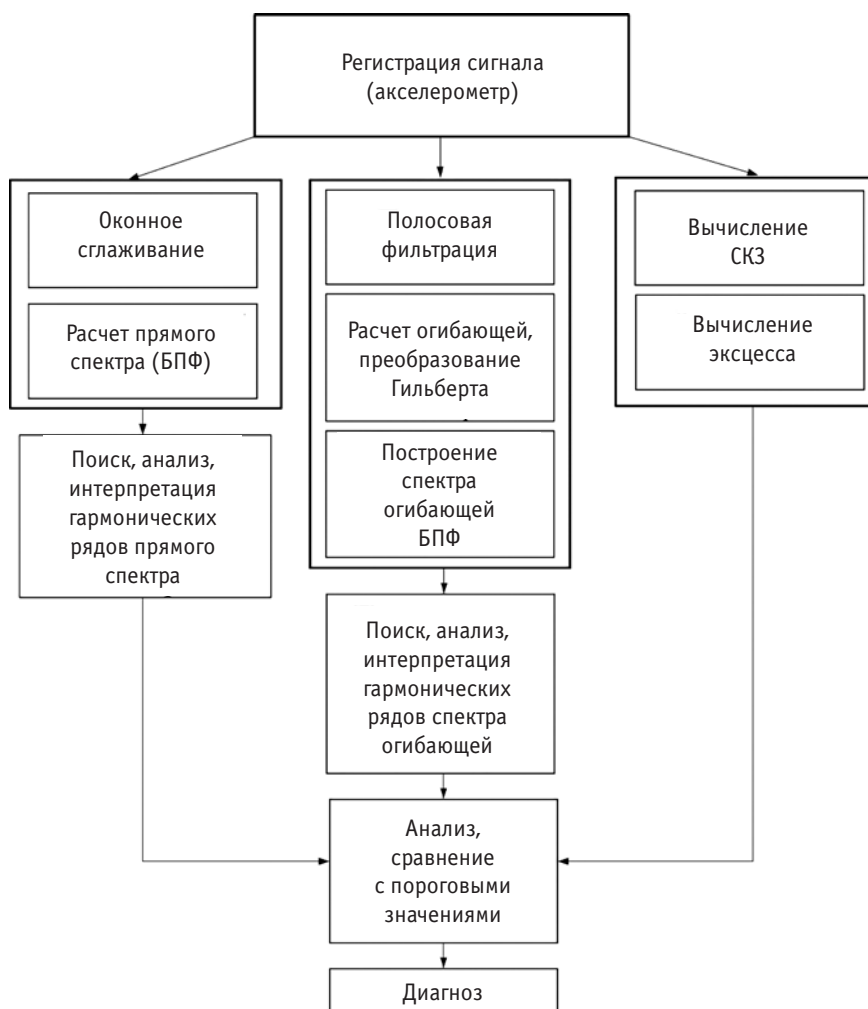 Регистрация сигнала
(акселерометр)
Оконное
сглаживание
Расчет прямого
спектра (БПФ)
Поиск, анализ,
интерпретация
гармонических
рядов прямого
спектра
Полосовая
фильтрация
Расчет огибающей,
преобразование
Гильберта
Построение
спектра
огибающей
БПФ
Поиск, анализ,
интерпретация
гармонических
рядов спектра
огибающей
Вычисление
СКЗ
Вычисление
эксцесса
Анализ,
сравнение
с пороговыми
значениями
Диагноз